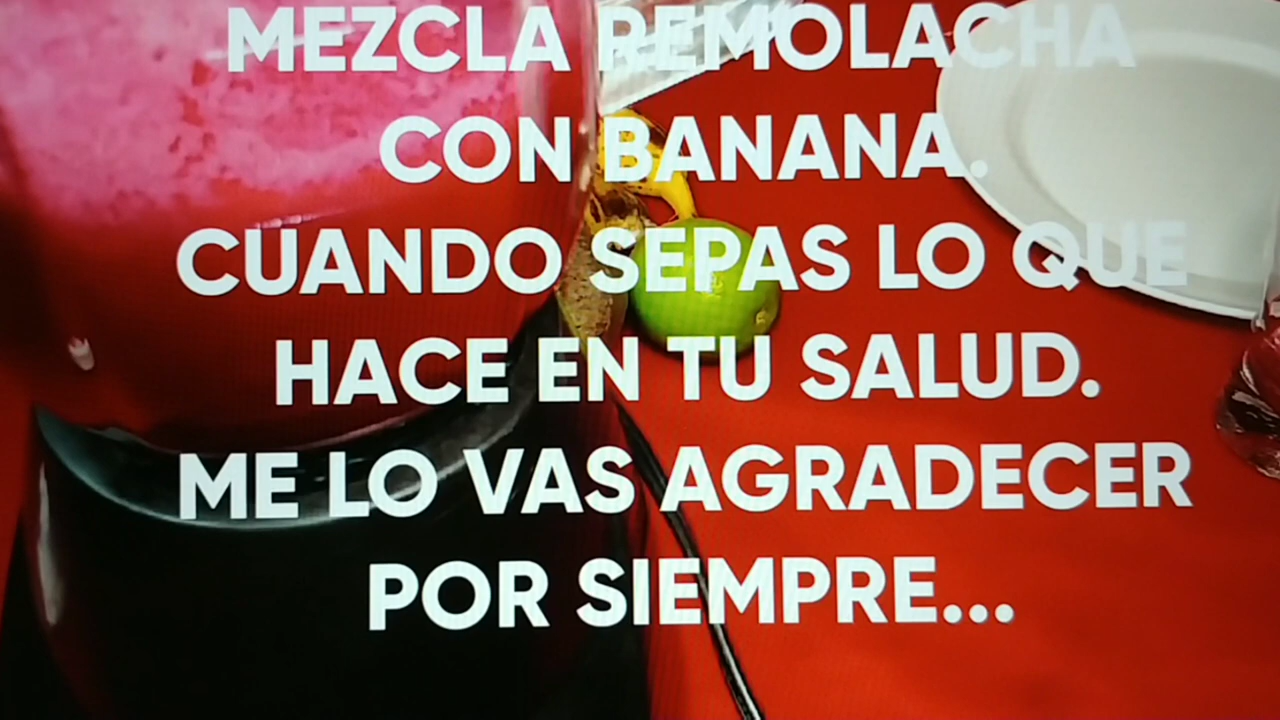 MEZCLA REMOLACHA
CON BANANA.
CUANDO SEPAS LO QUE
HACE EN TU SALUD.
ME LO VAS AGRADECER
POR SIEMPRE...